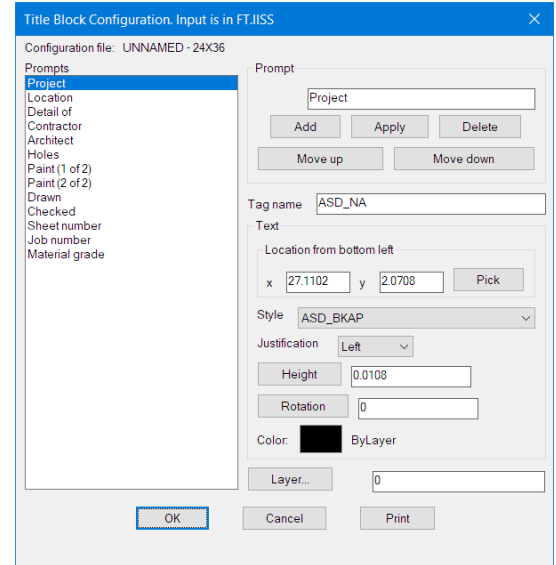 Title Block Configuration. Input is in FT.IISS
Configuration file: UNNAMED - 24X36
Prompts
Project
Location
Detail of
Contractor
Architect
Holes
Paint (1 of 2)
Paint (2 of 2)
Drawn
Checked
Sheet number
Job number
Material grade
Prompt
Project
Add Apply Delete
Move up Move down
Tag name ASD_NA
Text
Location from bottom left
x 27.1102 y 2.0708 Pick
Style ASD_BKAP
Justification Left
Height 0.0108
Rotation 0
Color: ByLayer
Layer... 0
OK Cancel Print